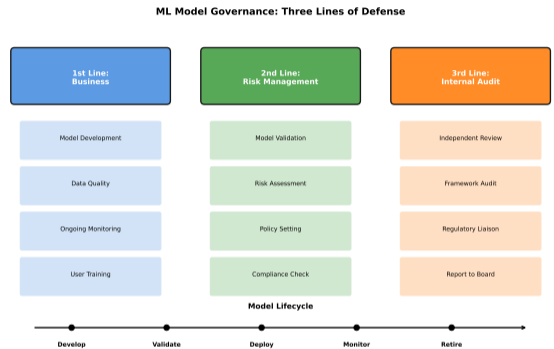 ML Model Governance: Three Lines of Defense
1st Line:
Business
2nd Line:
Risk Management
3rd Line:
Internal Audit
Model Development
Model Validation
Independent Review
Data Quality
Risk Assessment
Framework Audit
Ongoing Monitoring
Policy Setting
Regulatory Liaison
User Training
Compliance Check
Report to Board
Model Lifecycle
Develop
Validate
Deploy
Monitor
Retire